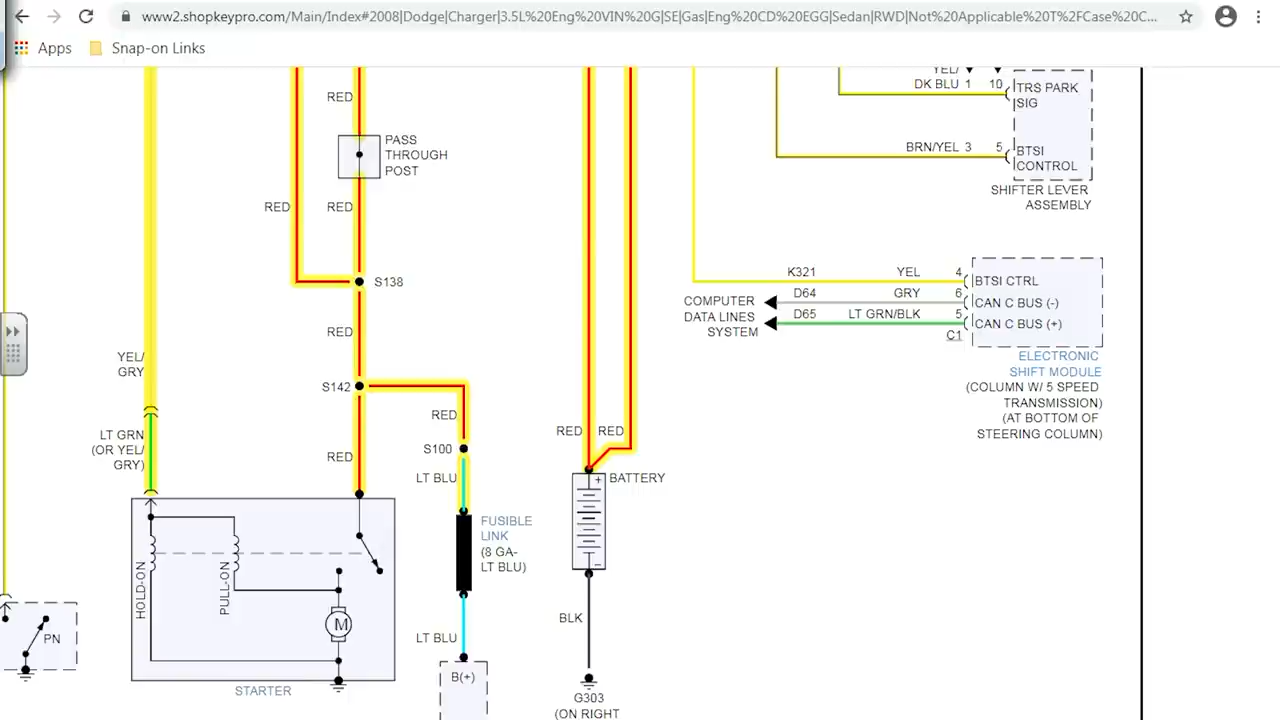 www2.shopkeypro.com/Main/Index#2008|Dodge|Charger|3.5L%20Eng%20VIN%20G|SE|Gas|Eng%20CD%20EGG|Sedan|RWD|Not%20Applicable%20T%2FCase%20C...
Apps
Snap-on Links
YEL/
DK BLU 1 10
TRS PARK
SIG
RED
PASS
THROUGH
POST
BRN/YEL 3 5
BTSI
CONTROL
SHIFTER LEVER
ASSEMBLY
RED
RED
S138
K321 YEL 4
BTSI CTRL
D64 GRY 6
CAN C BUS (-)
D65 LT GRN/BLK 5
CAN C BUS (+)
C1
COMPUTER
DATA LINES
SYSTEM
RED
ELECTRONIC
SHIFT MODULE
(COLUMN W/ 5 SPEED
TRANSMISSION)
(AT BOTTOM OF
STEERING COLUMN)
YEL/
GRY
S142
RED
LT GRN
(OR YEL/
GRY)
RED
S100
LT BLU
RED RED
BATTERY
+
-
FUSIBLE
LINK
(8 GA-
LT BLU)
HOLD-ON
PULL-ON
M
PN
LT BLU
BLK
B(+)
STARTER
G303
(ON RIGHT